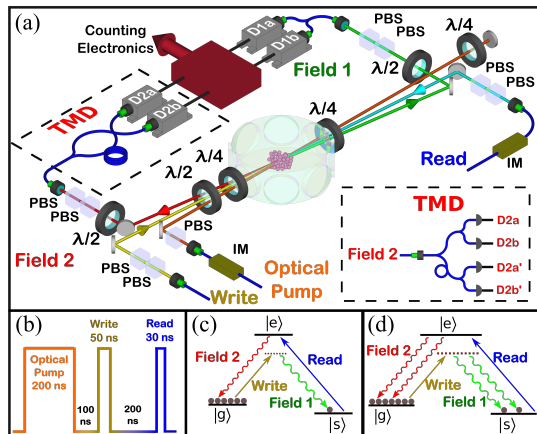 (a)
Counting
Electronics
D1a
D1b
Field 1
PBS
PBS
λ/2
λ/4
PBS
PBS
D2a
D2b
TMD
λ/4
Read
IM
λ/4
λ/2
PBS
PBS
λ/2
Field 2
PBS
PBS
IM
Optical
Pump
Write
TMD
Field 2
D2a
D2b
D2a'
D2b'
(b)
Optical
Pump
200 ns
100
ns
Write
50 ns
200
ns
Read
30 ns
(c)
|e⟩
Field 2
Write
Read
|g⟩
Field 1
|s⟩
(d)
|e⟩
Field 2
Write
Read
|g⟩
Field 1
|s⟩